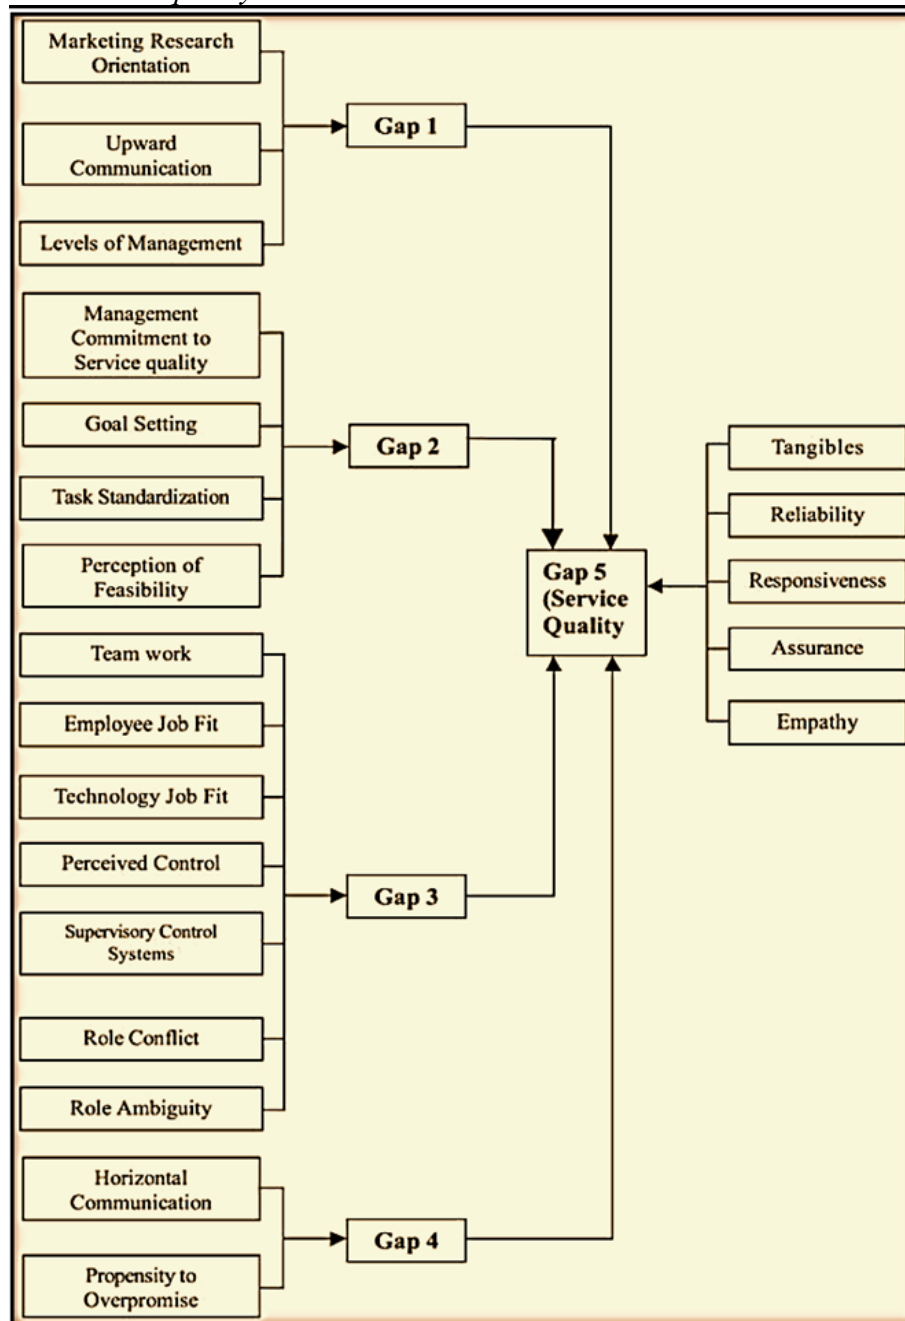 Marketing Research
Orientation
Upward
Communication
Levels of Management
Gap 1
Management
Commitment to
Service quality
Goal Setting
Task Standardization
Perception of
Feasibility
Gap 2
Team work
Employee Job Fit
Technology Job Fit
Perceived Control
Supervisory Control
Systems
Role Conflict
Role Ambiguity
Gap 3
Horizontal
Communication
Propensity to
Overpromise
Gap 4
Gap 5
(Service
Quality
Tangibles
Reliability
Responsiveness
Assurance
Empathy